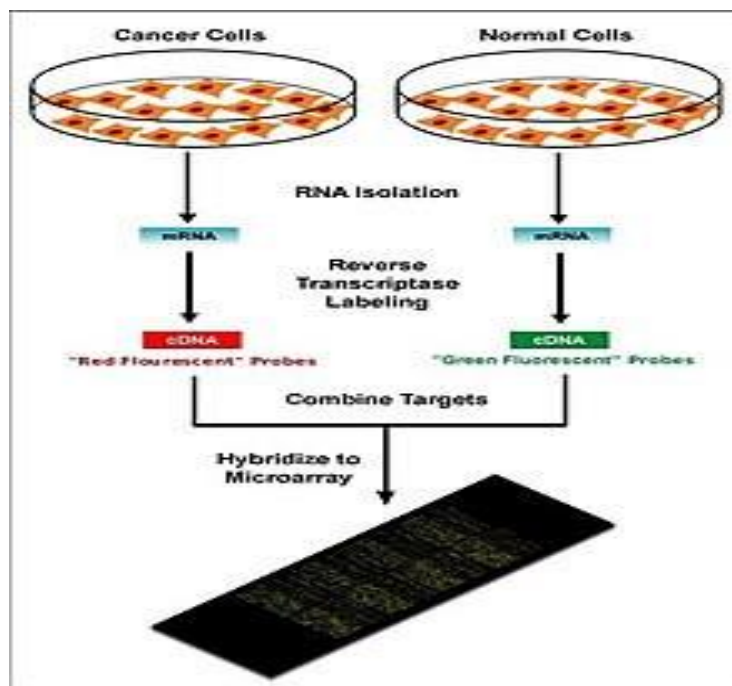 Cancer Cells
Normal Cells
RNA Isolation
mRNA
mRNA
Reverse
Transcriptase
Labeling
cDNA
cDNA
"Red Flourescent" Probes
"Green Fluorescent" Probes
Combine Targets
Hybridize to
Microarray